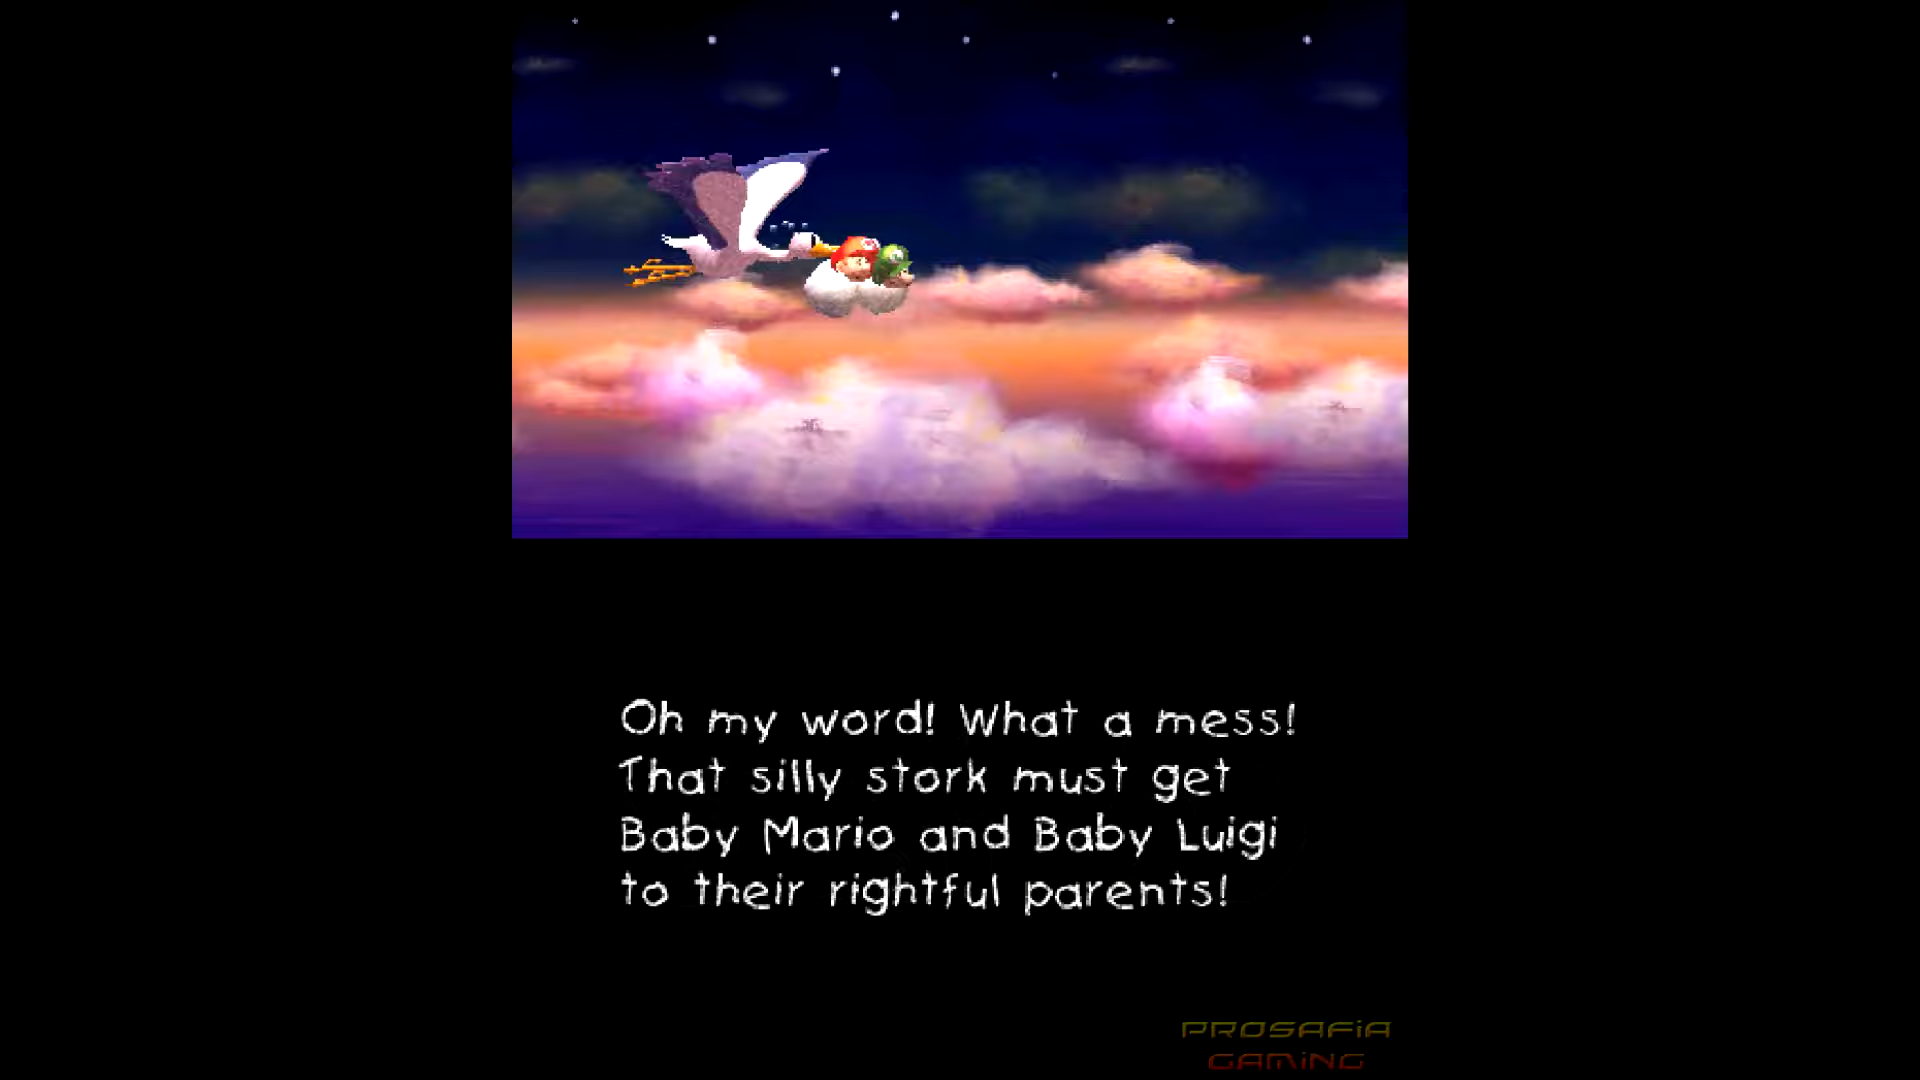 Oh my word! What a mess!
That silly stork must get
Baby Mario and Baby Luigi
to their rightful parents!
PROSAFiA
GAMiNG